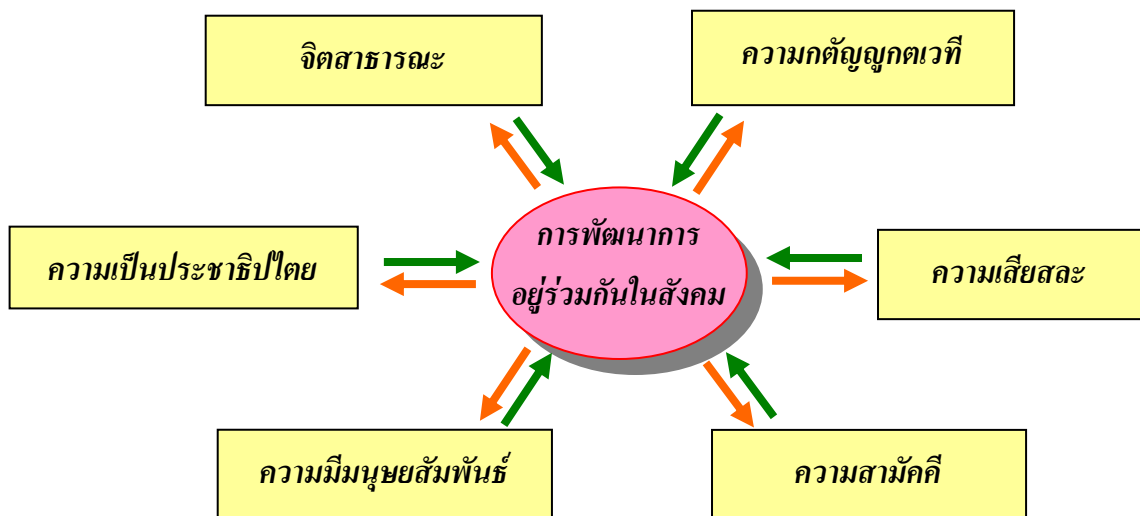 จิตสาธารณะ
ความกตัญญูกตเวที
การพัฒนาการ
อยู่ร่วมกันในสังคม
ความเป็นประชาธิปไตย
ความเสียสละ
ความมีมนุษยสัมพันธ์
ความสามัคคี